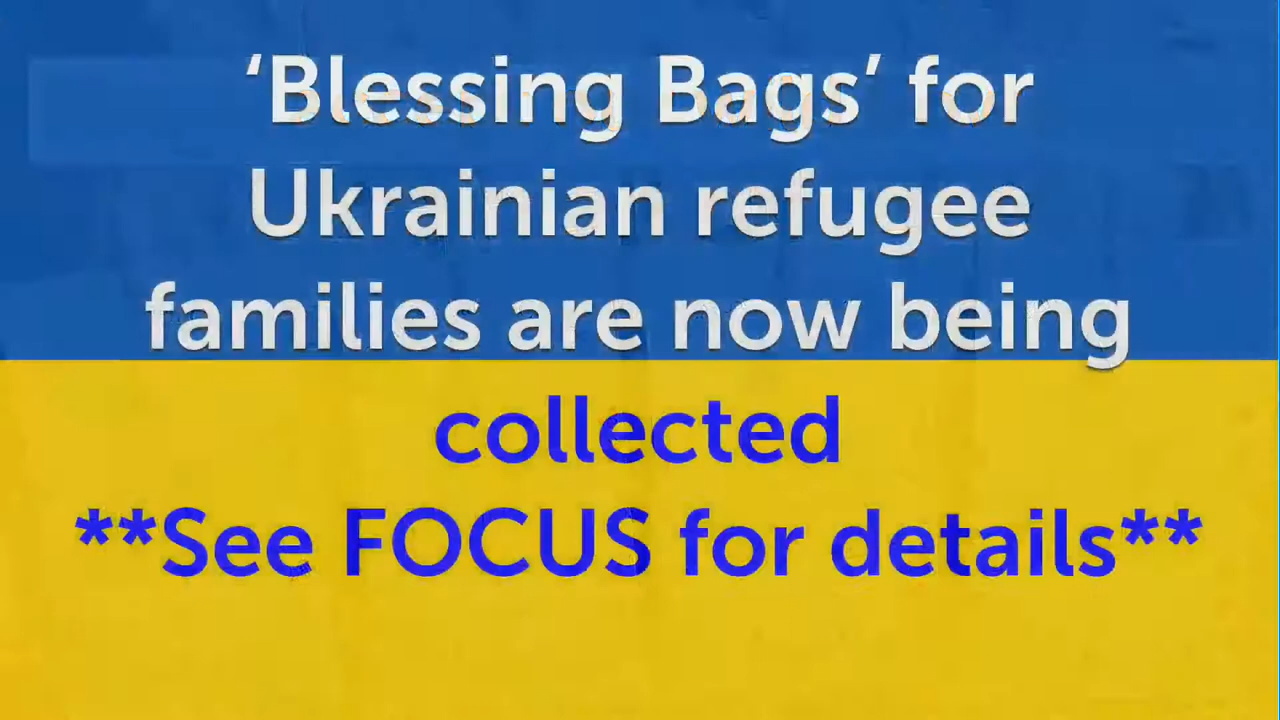 ‘Blessing Bags’ for
Ukrainian refugee
families are now being
collected
**See FOCUS for details**